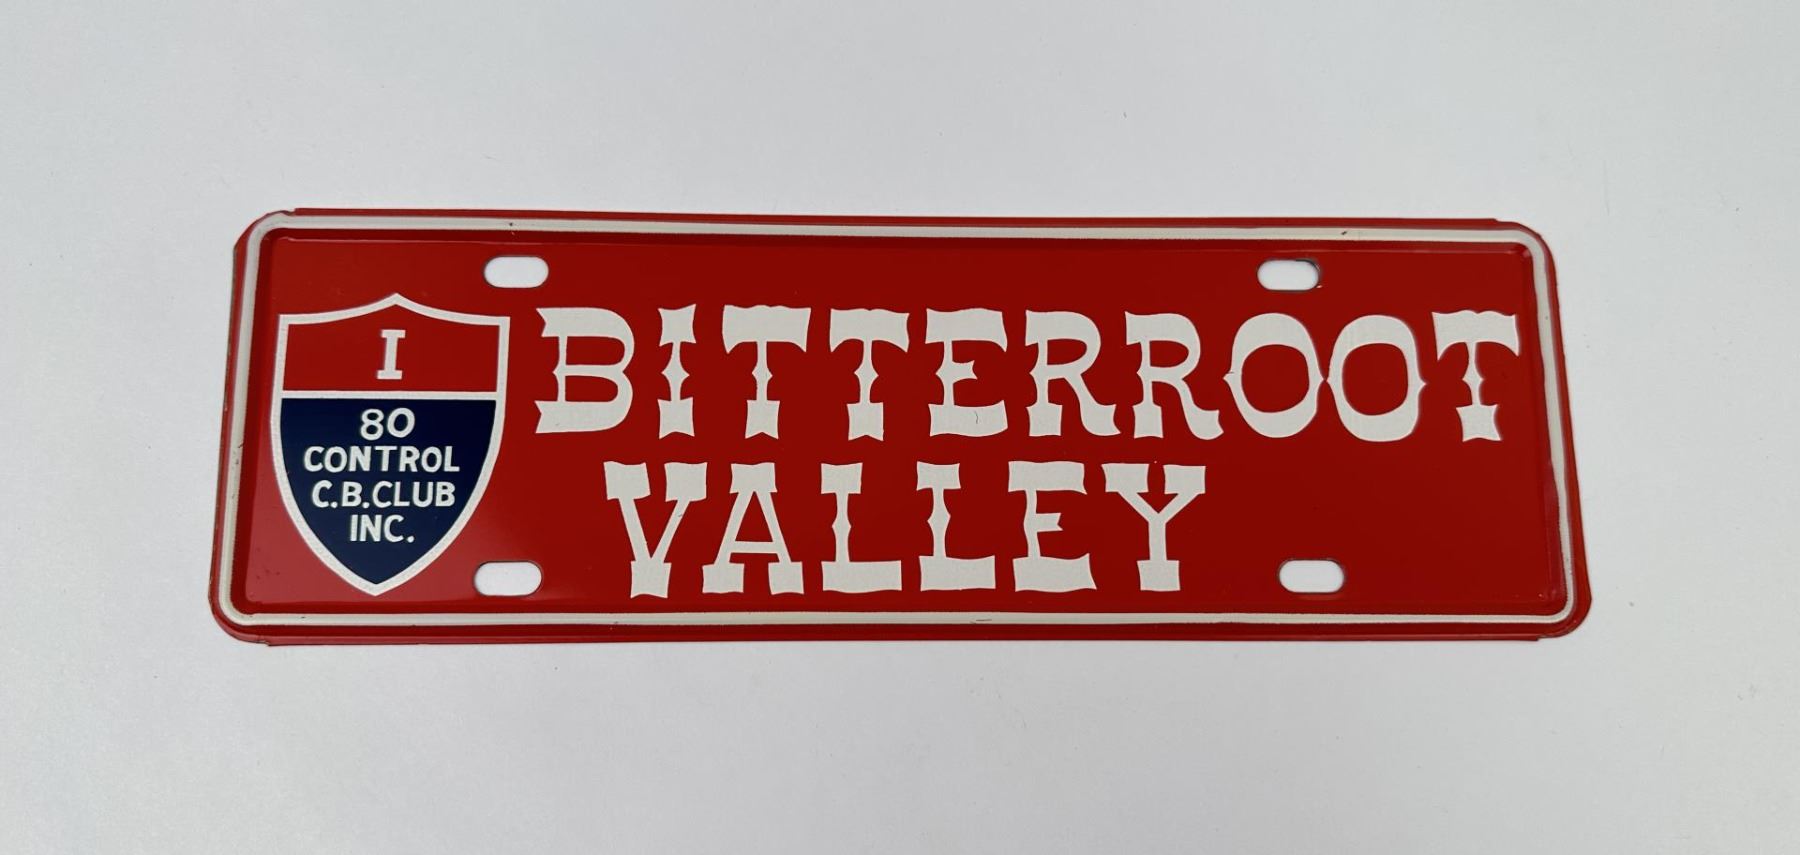 I
80
CONTROL
C.B.CLUB
INC.
BITTERROOT
VALLEY